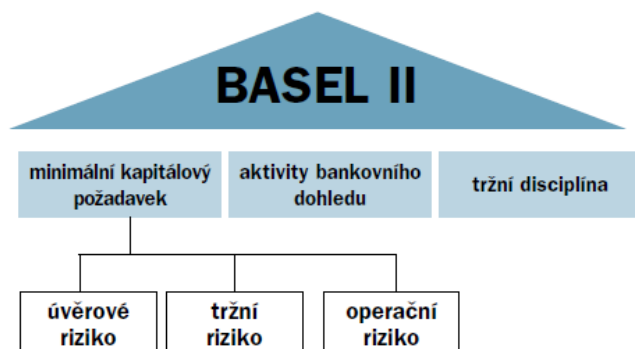 BASEL II
minimální kapitálový
požadavek
aktivity bankovního
dohledu
tržní disciplína
úvěrové
riziko
tržní
riziko
operační
riziko